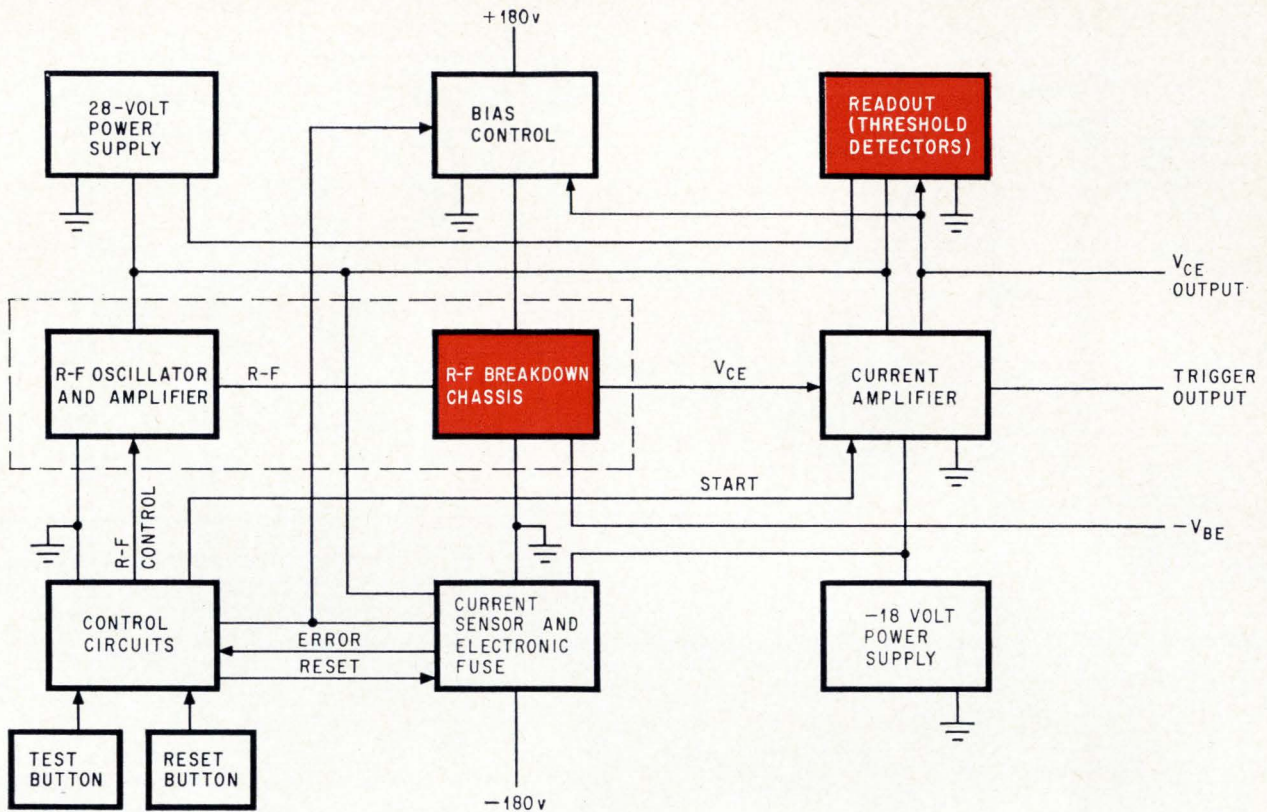 +180v
28-VOLT
POWER
SUPPLY
BIAS
CONTROL
READOUT
(THRESHOLD
DETECTORS)
VCE
OUTPUT
R-F OSCILLATOR
AND AMPLIFIER
R-F
R-F BREAKDOWN
CHASSIS
VCE
CURRENT
AMPLIFIER
TRIGGER
OUTPUT
START
R-F
CONTROL
-VBE
CONTROL
CIRCUITS
ERROR
RESET
CURRENT
SENSOR AND
ELECTRONIC
FUSE
-18 VOLT
POWER
SUPPLY
TEST
BUTTON
RESET
BUTTON
-180v